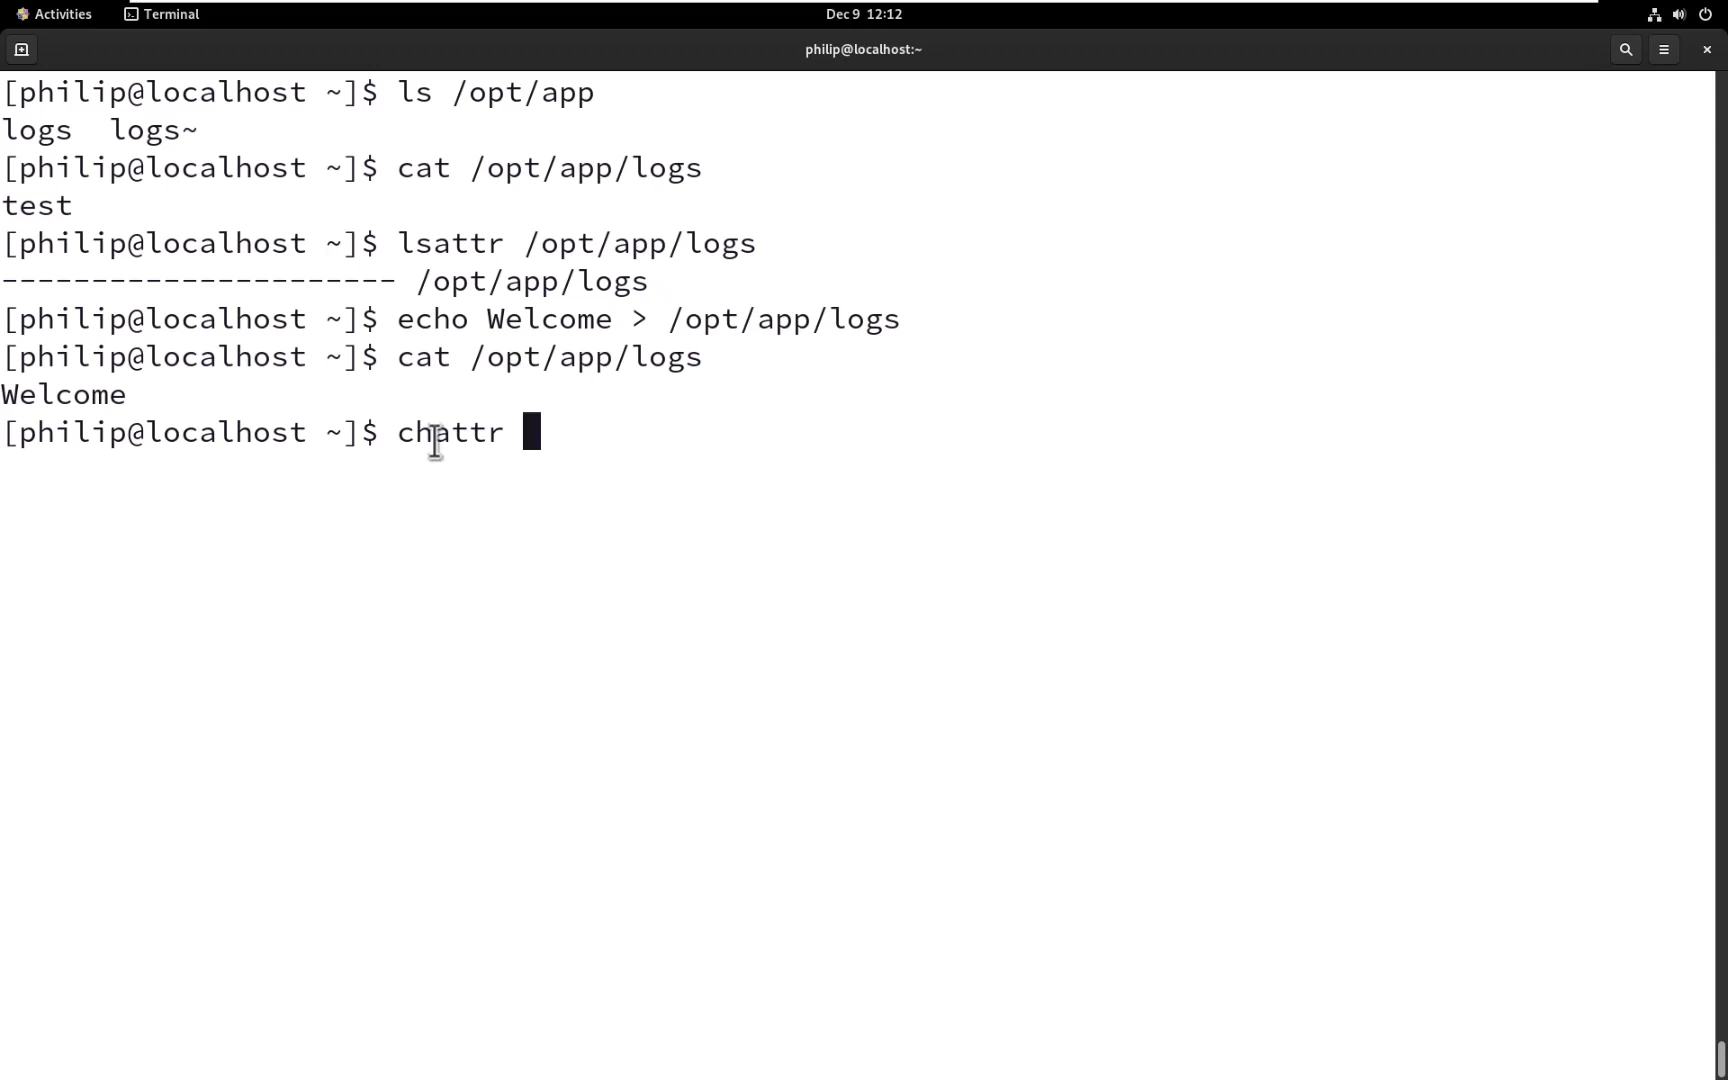 Activities Terminal Dec 9 12:12
philip@localhost:~
[philip@localhost ~]$ ls /opt/app
logs  logs~
[philip@localhost ~]$ cat /opt/app/logs
test
[philip@localhost ~]$ lsattr /opt/app/logs
---------------------- /opt/app/logs
[philip@localhost ~]$ echo Welcome > /opt/app/logs
[philip@localhost ~]$ cat /opt/app/logs
Welcome
[philip@localhost ~]$ chattr